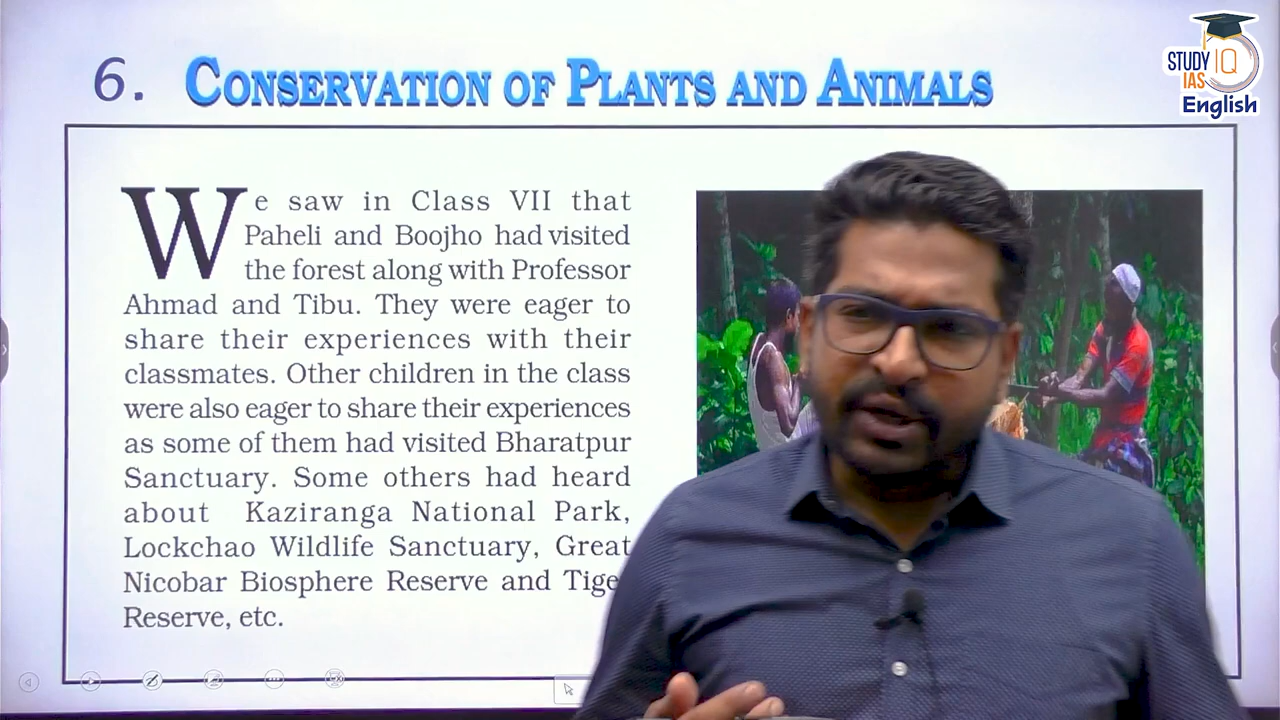 6. CONSERVATION OF PLANTS AND ANIMALS
STUDY IQ
IAS
English
We saw in Class VII that
Paheli and Boojho had visited
the forest along with Professor
Ahmad and Tibu. They were eager to
share their experiences with their
classmates. Other children in the class
were also eager to share their experiences
as some of them had visited Bharatpur
Sanctuary. Some others had heard
about Kaziranga National Park,
Lockchao Wildlife Sanctuary, Great
Nicobar Biosphere Reserve and Tige
Reserve, etc.